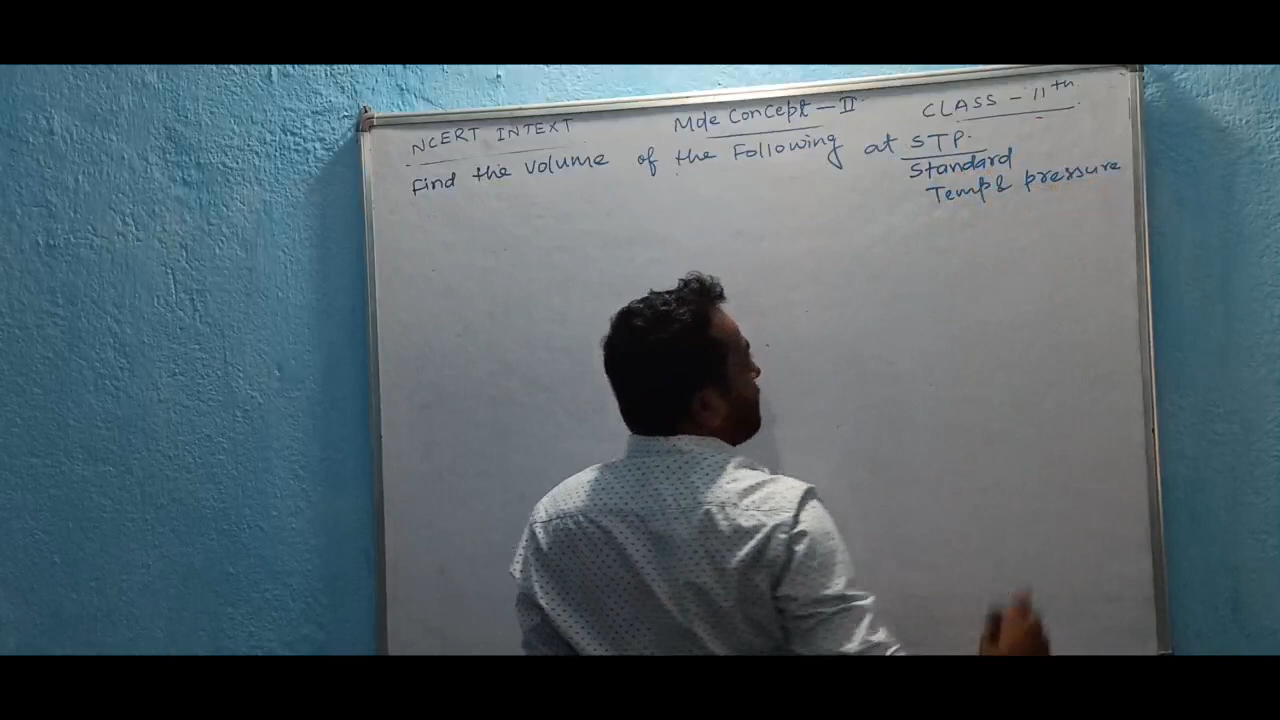 NCERT INTEXT Mole Concept - II CLASS - 11th
Find the volume of the Following at STP.
Standard
Temp & pressure